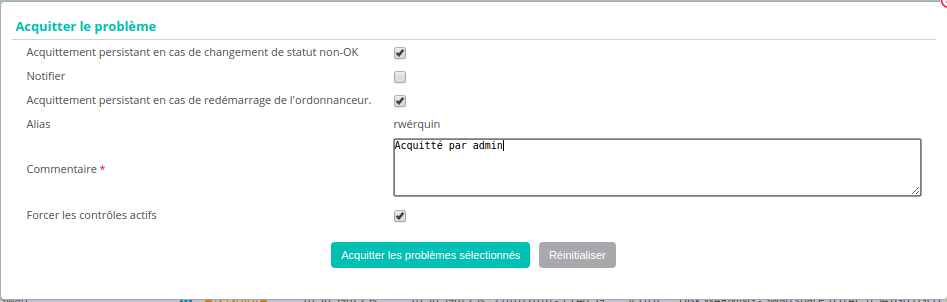 Acquitter le problème
Acquittement persistant en cas de changement de statut non-OK
Notifier
Acquittement persistant en cas de redémarrage de l'ordonnanceur.
Alias rwérquin
Acquitté par admin
Commentaire *
Forcer les contrôles actifs
Acquitter les problèmes sélectionnés Réinitialiser